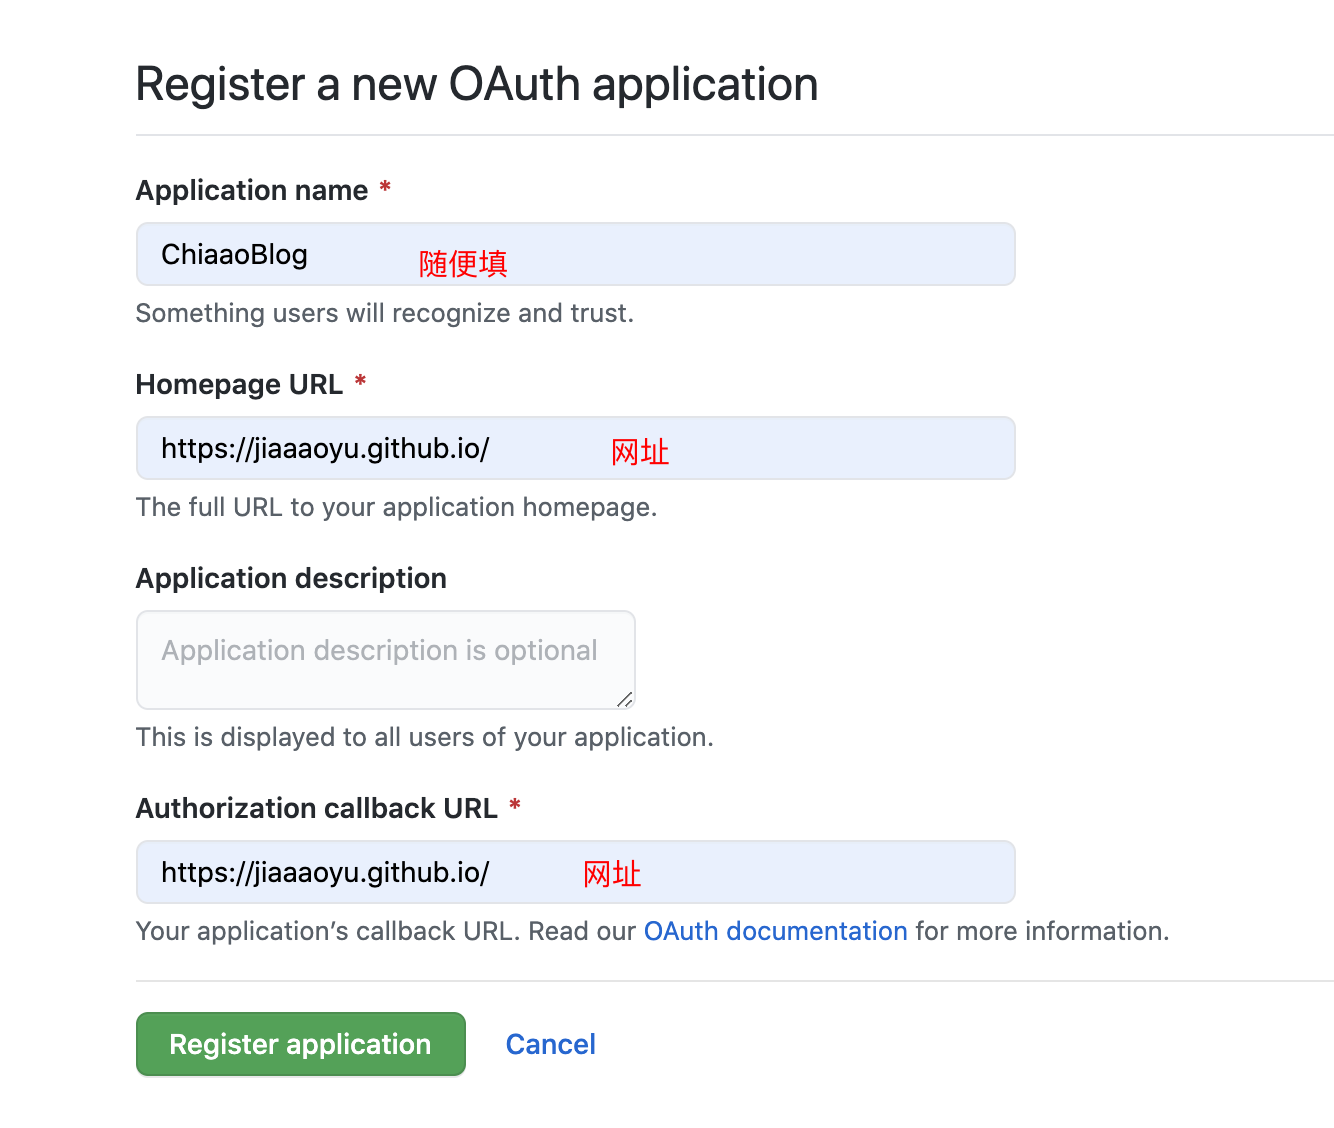 Register a new OAuth application
Application name *
ChiaaoBlog 随便填
Something users will recognize and trust.
Homepage URL *
https://jiaaaoyu.github.io/ 网址
The full URL to your application homepage.
Application description
Application description is optional
This is displayed to all users of your application.
Authorization callback URL *
https://jiaaaoyu.github.io/ 网址
Your application’s callback URL. Read our OAuth documentation for more information.
Register application Cancel